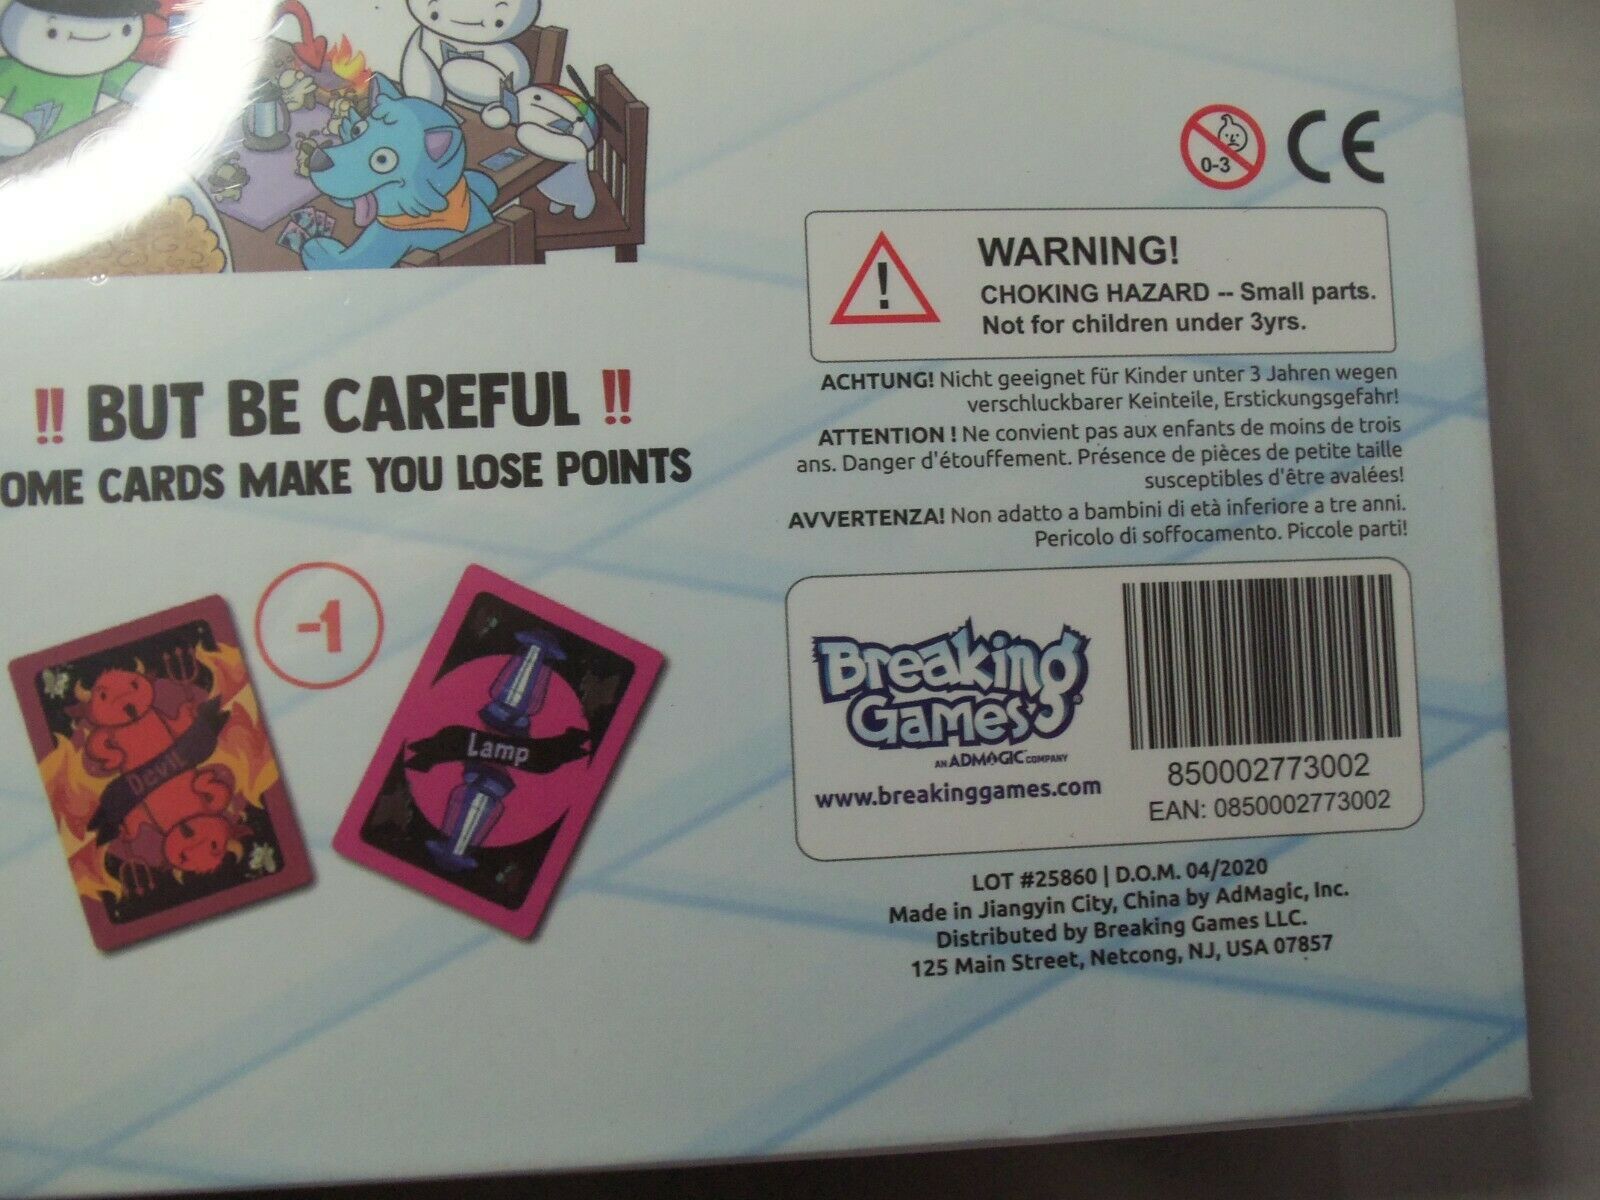 0-3
CE
WARNING!
CHOKING HAZARD -- Small parts.
Not for children under 3yrs.
ACHTUNG! Nicht geeignet für Kinder unter 3 Jahren wegen
verschluckbarer Keinteile, Erstickungsgefahr!
ATTENTION ! Ne convient pas aux enfants de moins de trois
ans. Danger d'étouffement. Présence de pièces de petite taille
susceptibles d'être avalées!
AVVERTENZA! Non adatto a bambini di età inferiore a tre anni.
Pericolo di soffocamento. Piccole parti!
!! BUT BE CAREFUL !!
OME CARDS MAKE YOU LOSE POINTS
-1
Devil
Lamp
Breaking
Games
AN ADMAGIC COMPANY
www.breakinggames.com
850002773002
EAN: 0850002773002
LOT #25860 | D.O.M. 04/2020
Made in Jiangyin City, China by AdMagic, Inc.
Distributed by Breaking Games LLC.
125 Main Street, Netcong, NJ, USA 07857